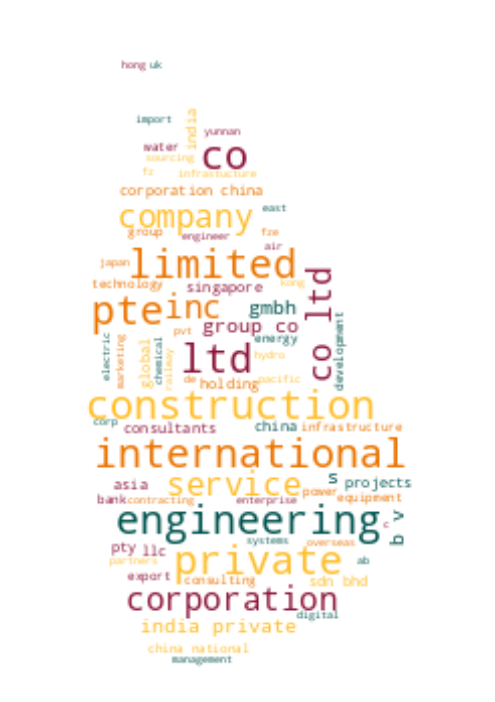 hong uk
import
india
yunnan
water
co
sourcing
fz infrastucture
corporation china
company east
group engineer fze
air
japan limited
technology singapore kong
pte inc gmbh
co ltd
pvt group co
development
electric
marketing
global
chemical
railway
ltd energy
hydro
de holding pacific
construction
corp consultants china infrastructure
international
service s projects
asia power
bank contracting enterprise equipment
engineering c
b v
systems
pty llc overseas
partners private ab
export consulting sdn bhd
corporation
digital
india private
china national
management